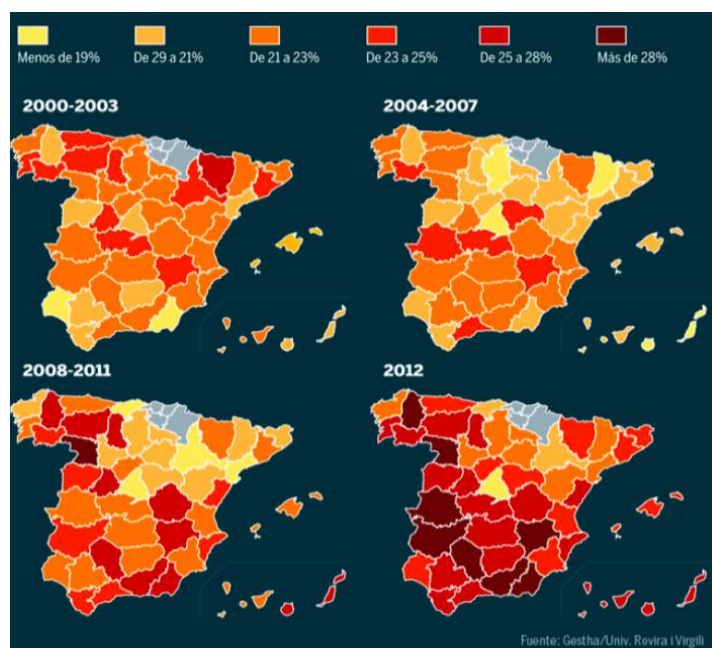 Menos de 19%
De 29 a 21%
De 21 a 23%
De 23 a 25%
De 25 a 28%
Más de 28%
2000-2003
2004-2007
2008-2011
2012
Fuente: Gestha/Univ. Rovira i Virgili